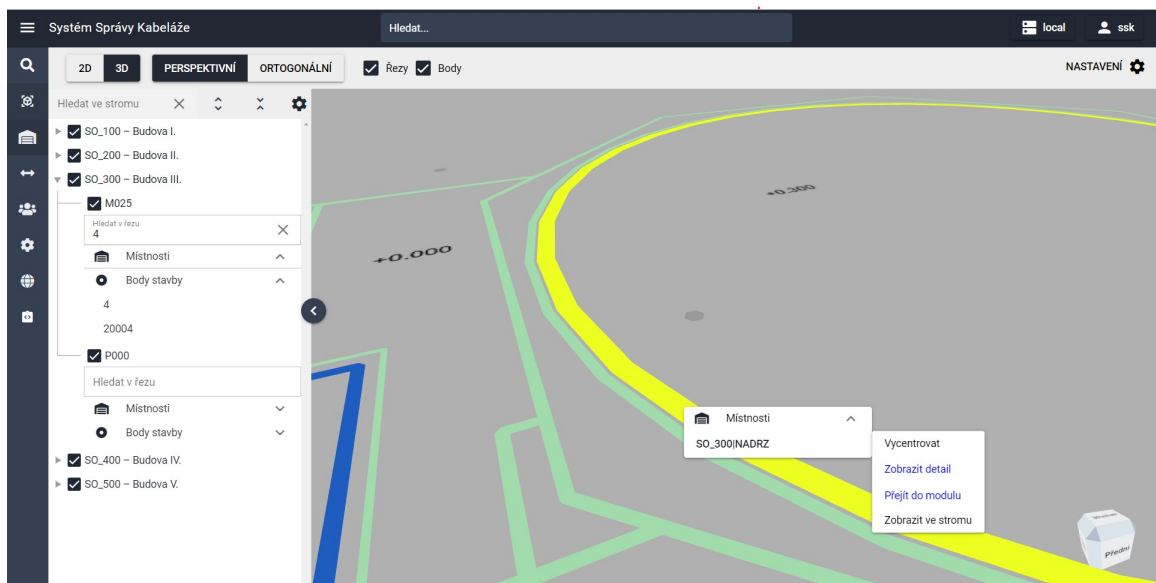 Systém Správy Kabeláže
Hledat...
local
ssk
2D
3D
PERSPEKTIVNÍ
ORTOGONÁLNÍ
Řezy
Body
NASTAVENÍ
Hledat ve stromu
SO_100 – Budova I.
SO_200 – Budova II.
SO_300 – Budova III.
M025
Hledat v řezu
4
Místnosti
Body stavby
4
20004
P000
Hledat v řezu
Místnosti
Body stavby
SO_400 – Budova IV.
SO_500 – Budova V.
+0.000
+0.300
Místnosti
SO_300|NADRZ
Vycentrovat
Zobrazit detail
Přejít do modulu
Zobrazit ve stromu
Přední